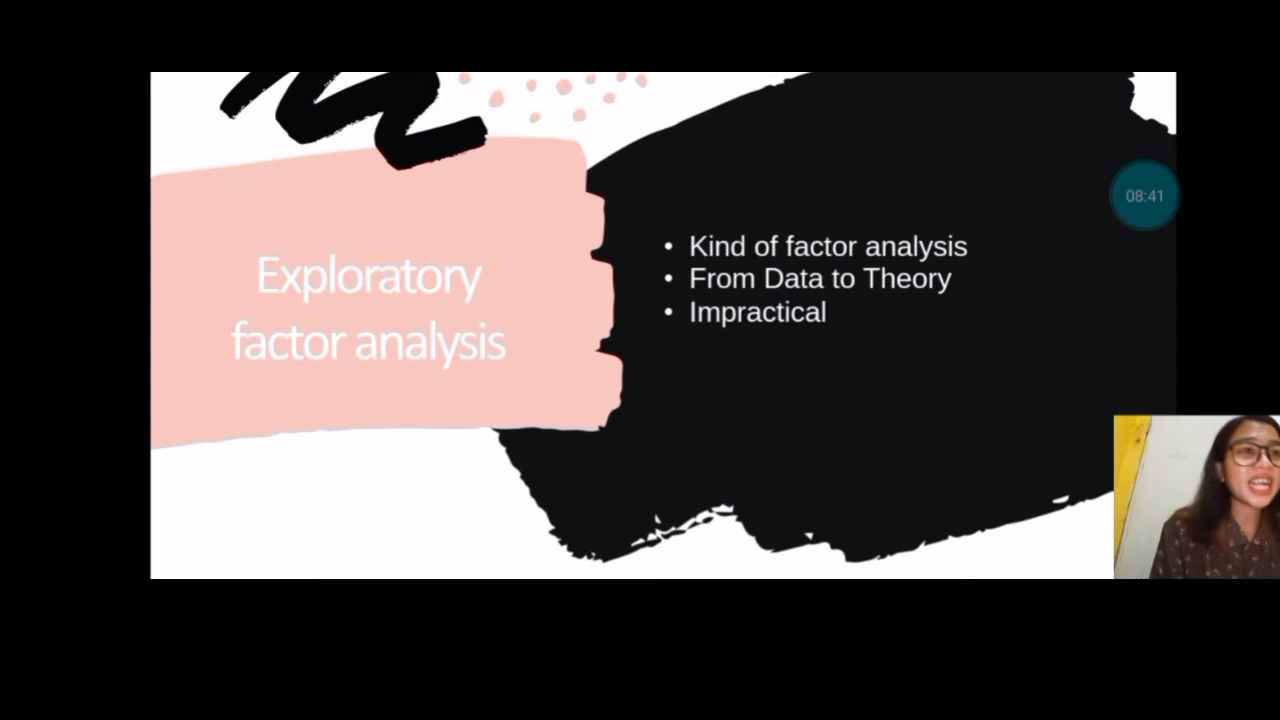 Exploratory
factor analysis
• Kind of factor analysis
• From Data to Theory
• Impractical
08:41